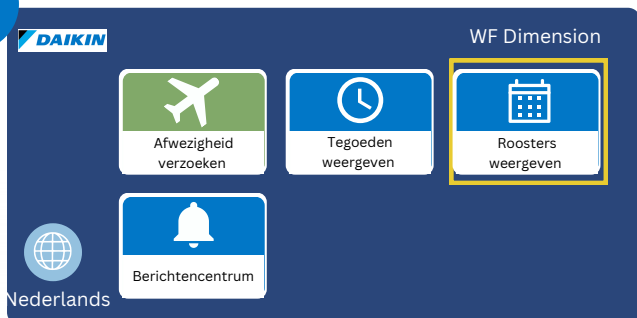 DAIKIN
WF Dimension
Afwezigheid
verzoeken
Tegoeden
weergeven
Roosters
weergeven
Berichtencentrum
Nederlands